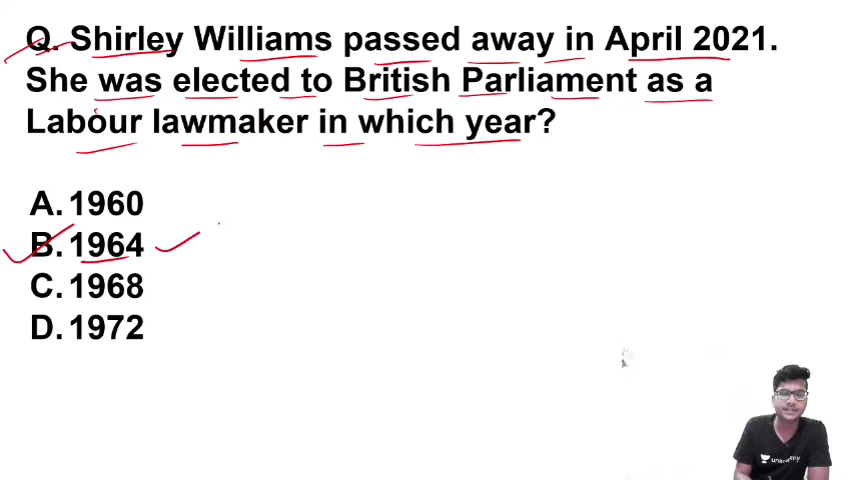 Q. Shirley Williams passed away in April 2021.
She was elected to British Parliament as a
Labour lawmaker in which year?
A. 1960
B. 1964
C. 1968
D. 1972
unacademy